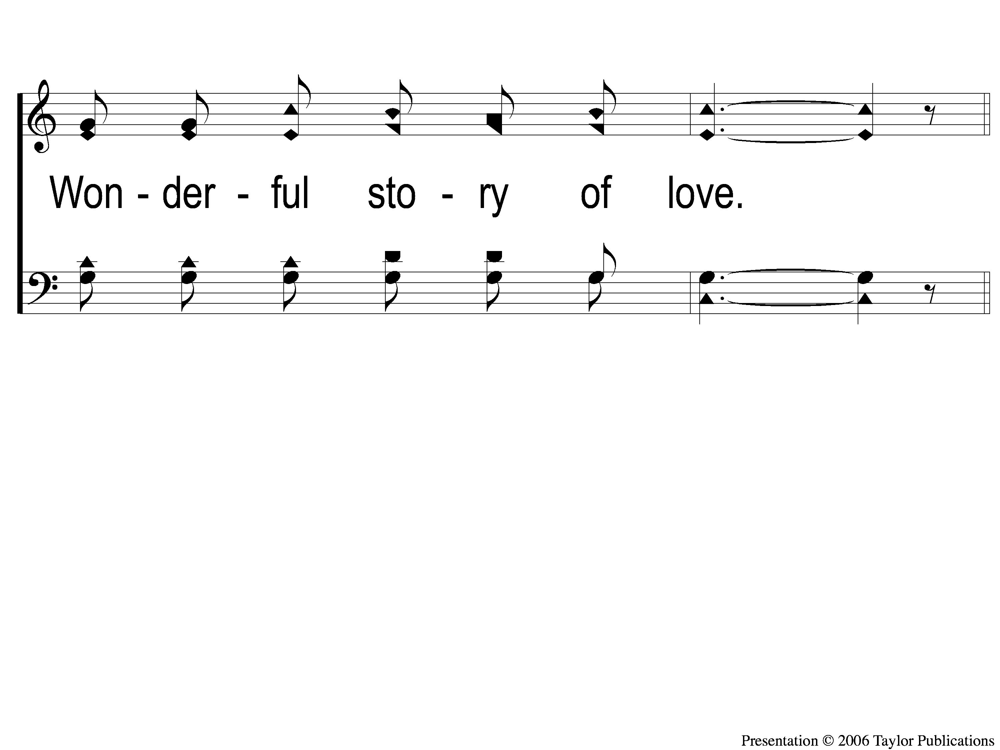 Won - der - ful sto - ry of love.
Presentation © 2006 Taylor Publications